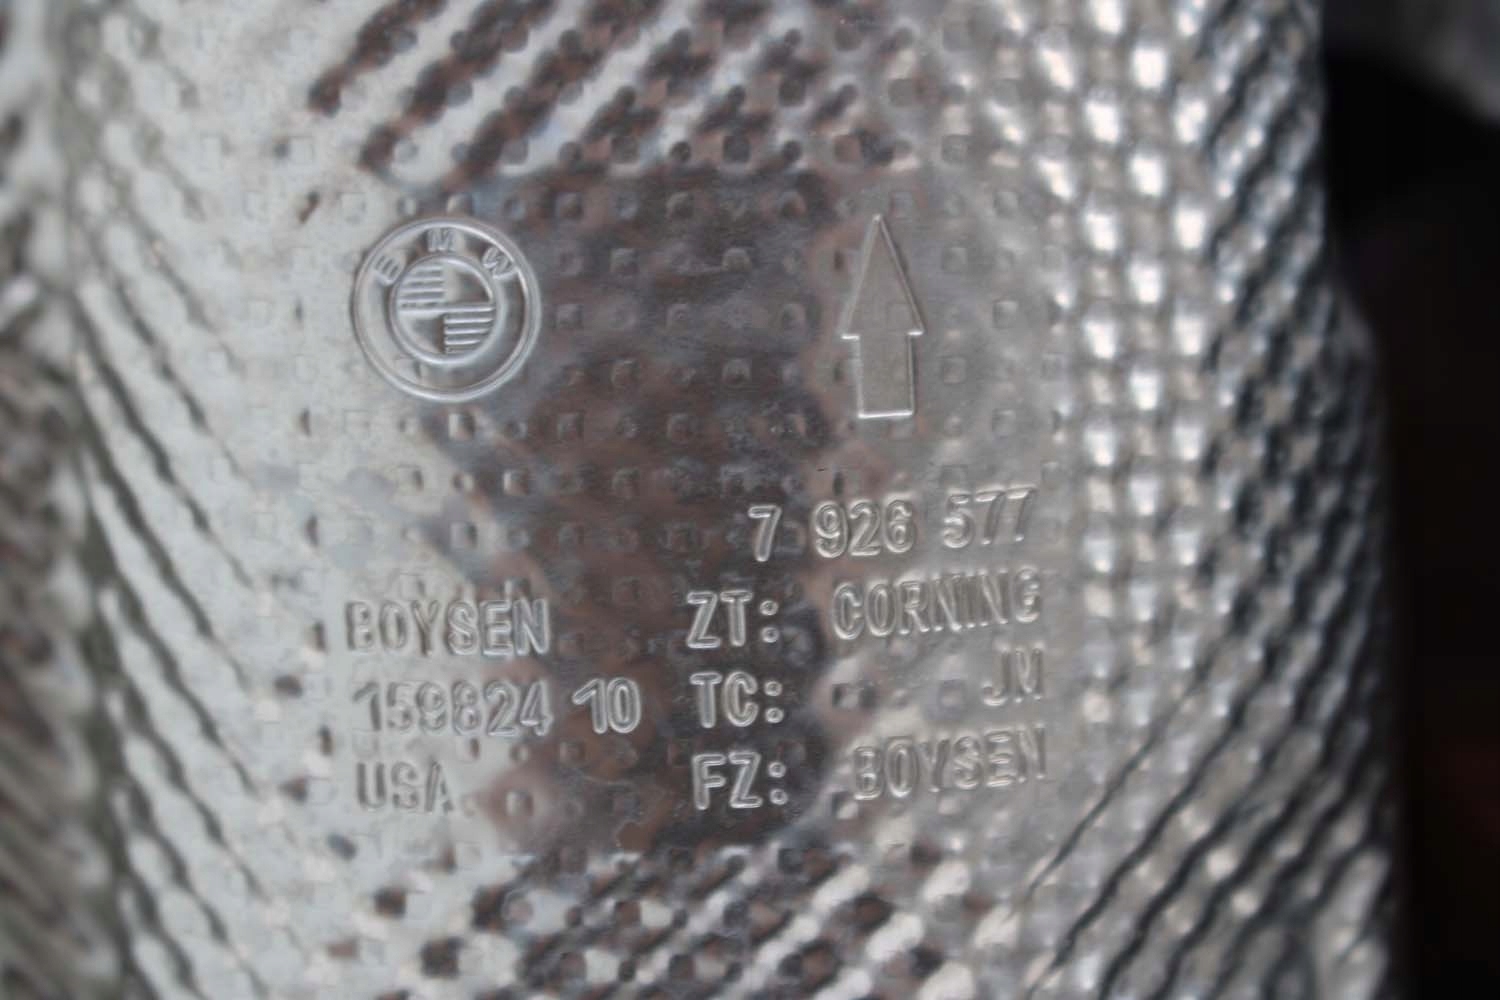 BMW
7 926 577
BOYSEN ZT: CORNING
159824 10 TC: JM
USA FZ: BOYSEN